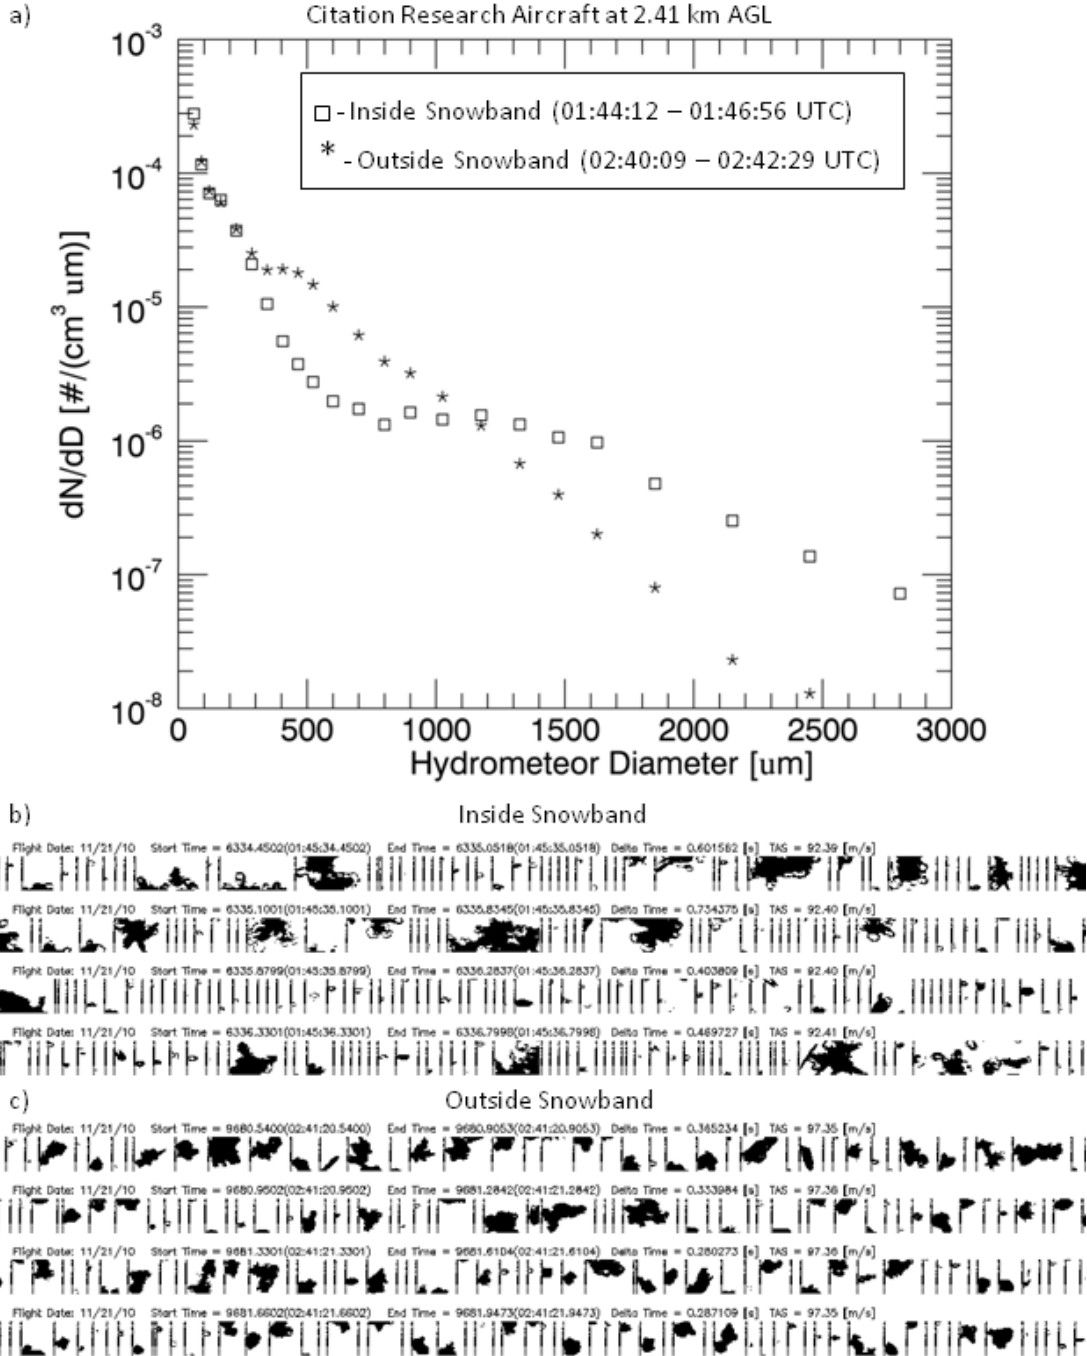 a)
Citation Research Aircraft at 2.41 km AGL
10-3
□ - Inside Snowband (01:44:12 – 01:46:56 UTC)
* - Outside Snowband (02:40:09 – 02:42:29 UTC)
10-4
dN/dD [#/(cm3 um)]
10-5
10-6
10-7
10-8
0 500 1000 1500 2000 2500 3000
Hydrometeor Diameter [um]
b)
Inside Snowband
Flight Date: 11/21/10 Start Time = 6334.4502(01:45:34.4502) End Time = 6335.0518(01:45:35.0518) Delta Time = 0.601562 [s] TAS = 92.39 [m/s]
Flight Date: 11/21/10 Start Time = 6335.1001(01:45:35.1001) End Time = 6335.8345(01:45:35.8345) Delta Time = 0.734375 [s] TAS = 92.40 [m/s]
Flight Date: 11/21/10 Start Time = 6335.8799(01:45:35.8799) End Time = 6336.2837(01:45:36.2837) Delta Time = 0.403809 [s] TAS = 92.40 [m/s]
Flight Date: 11/21/10 Start Time = 6336.3301(01:45:36.3301) End Time = 6336.7998(01:45:36.7998) Delta Time = 0.469727 [s] TAS = 92.41 [m/s]
c)
Outside Snowband
Flight Date: 11/21/10 Start Time = 9680.5400(02:41:20.5400) End Time = 9680.9053(02:41:20.9053) Delta Time = 0.365234 [s] TAS = 97.35 [m/s]
Flight Date: 11/21/10 Start Time = 9680.9502(02:41:20.9502) End Time = 9681.2842(02:41:21.2842) Delta Time = 0.333984 [s] TAS = 97.36 [m/s]
Flight Date: 11/21/10 Start Time = 9681.3301(02:41:21.3301) End Time = 9681.6104(02:41:21.6104) Delta Time = 0.280273 [s] TAS = 97.36 [m/s]
Flight Date: 11/21/10 Start Time = 9681.6602(02:41:21.6602) End Time = 9681.9473(02:41:21.9473) Delta Time = 0.287109 [s] TAS = 97.35 [m/s]